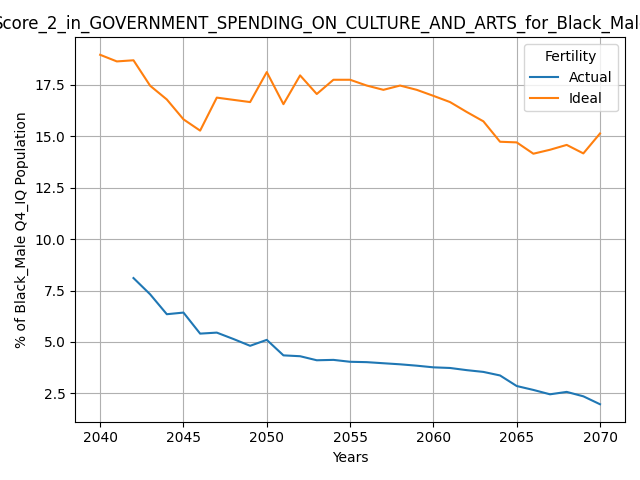 Score_2_in_GOVERNMENT_SPENDING_ON_CULTURE_AND_ARTS_for_Black_Mal
Fertility
Actual
Ideal
17.5
15.0
12.5
10.0
7.5
5.0
2.5
% of Black_Male Q4_IQ Population
2040
2045
2050
2055
2060
2065
2070
Years